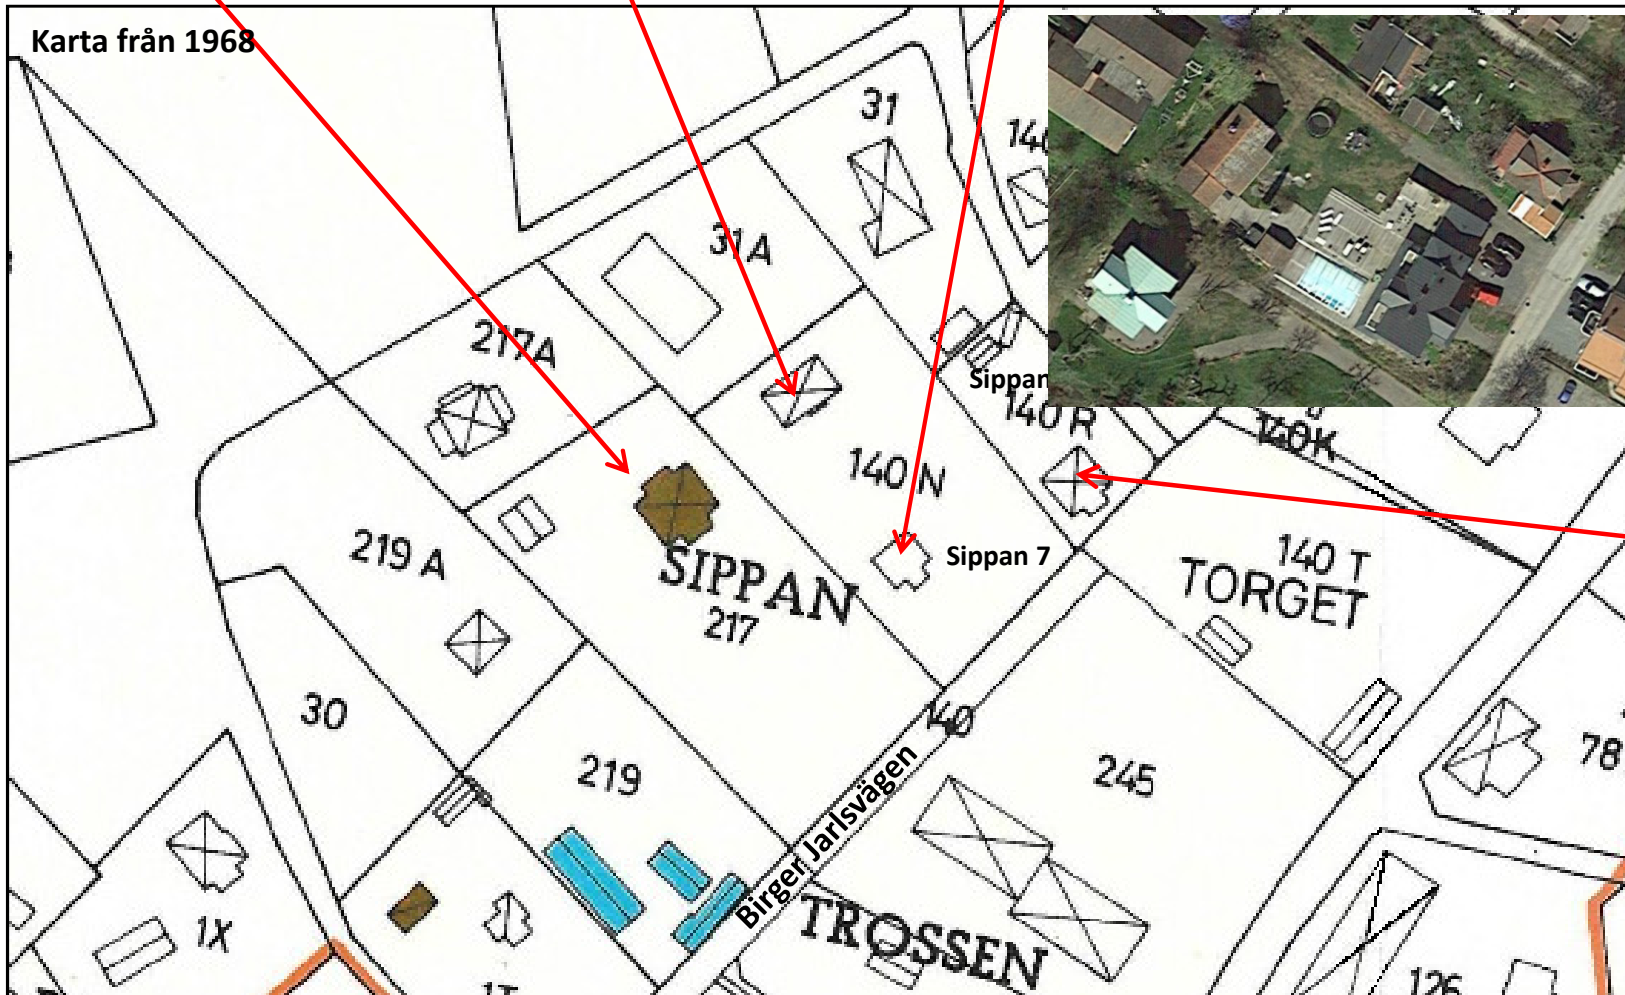 Karta från 1968
31
140
31A
217A
Sippan
140 R
140K
140 N
219 A
SIPPAN
217
Sippan 7
140 T
TORGET
30
140
219
245
78
Birger Jarlsvägen
TROSSEN
1X
126